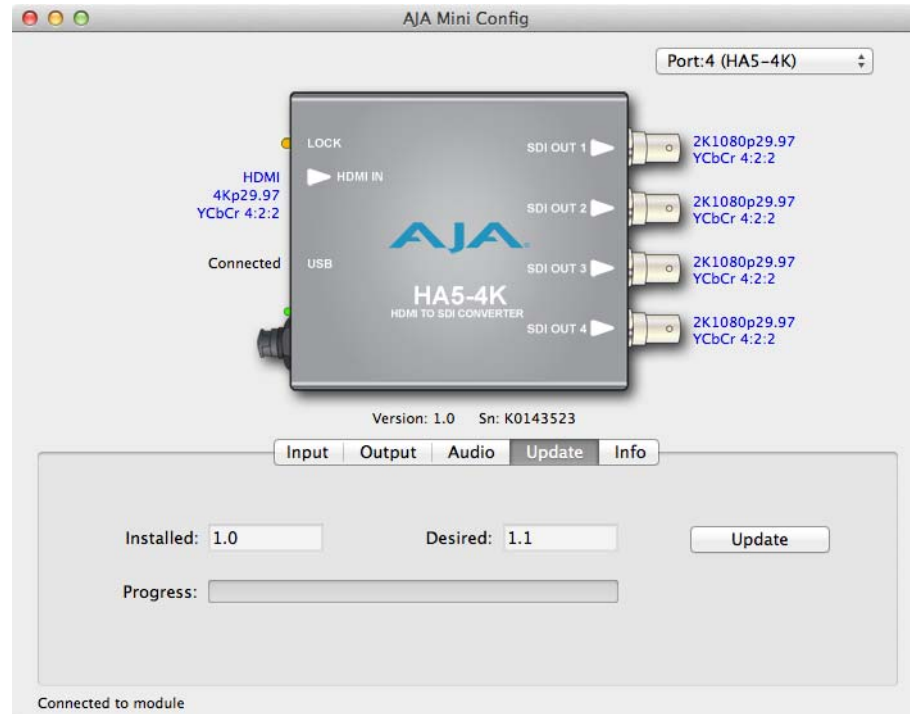 AJA Mini Config
Port:4 (HA5-4K)
LOCK
HDMI IN
HDMI
4Kp29.97
YCbCr 4:2:2
Connected
USB
AJA
HA5-4K
HDMI TO SDI CONVERTER
SDI OUT 1
2K1080p29.97
YCbCr 4:2:2
SDI OUT 2
2K1080p29.97
YCbCr 4:2:2
SDI OUT 3
2K1080p29.97
YCbCr 4:2:2
SDI OUT 4
2K1080p29.97
YCbCr 4:2:2
Version: 1.0 Sn: K0143523
Input Output Audio Update Info
Installed: 1.0 Desired: 1.1 Update
Progress:
Connected to module